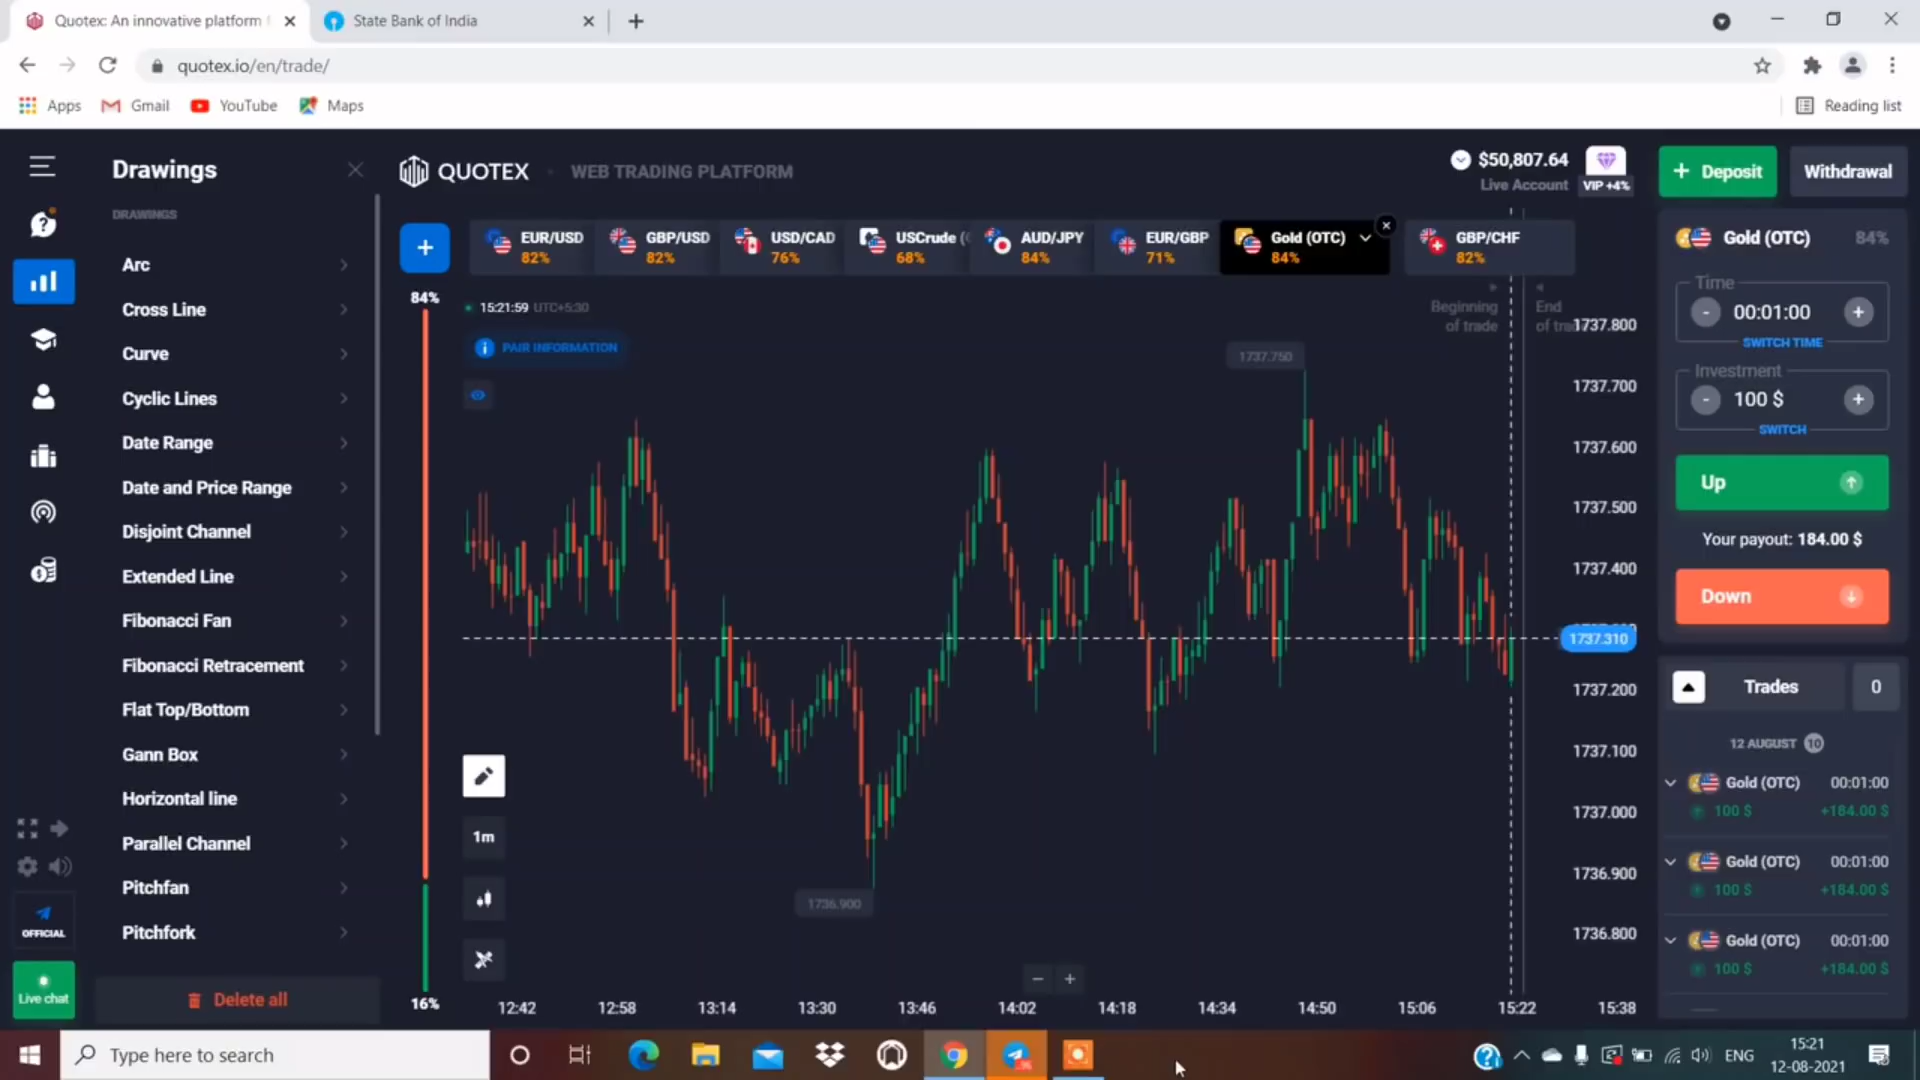 Quotex: An innovative platform
State Bank of India
quotex.io/en/trade/
Apps
Gmail
YouTube
Maps
Reading list
Drawings
DRAWINGS
Arc
Cross Line
Curve
Cyclic Lines
Date Range
Date and Price Range
Disjoint Channel
Extended Line
Fibonacci Fan
Fibonacci Retracement
Flat Top/Bottom
Gann Box
Horizontal line
Parallel Channel
Pitchfan
Pitchfork
Delete all
OFFICIAL
Live chat
QUOTEX
WEB TRADING PLATFORM
$50,807.64
Live Account
VIP +4%
+ Deposit
Withdrawal
+
EUR/USD
82%
GBP/USD
82%
USD/CAD
76%
USCrude (
68%
AUD/JPY
84%
EUR/GBP
71%
Gold (OTC)
84%
GBP/CHF
82%
84%
15:21:59 UTC+5:30
PAIR INFORMATION
Beginning
of trade
End
of tra
1737.750
1736.900
1737.800
1737.700
1737.600
1737.500
1737.400
1737.310
1737.200
1737.100
1737.000
1736.900
1736.800
1m
16%
12:42
12:58
13:14
13:30
13:46
14:02
14:18
14:34
14:50
15:06
15:22
15:38
Gold (OTC)
84%
Time
- 00:01:00 +
SWITCH TIME
Investment
- 100 $ +
SWITCH
Up
Your payout: 184.00 $
Down
Trades
0
12 AUGUST 10
Gold (OTC) 00:01:00
100 $ +184.00 $
Gold (OTC) 00:01:00
100 $ +184.00 $
Gold (OTC) 00:01:00
100 $ +184.00 $
Type here to search
ENG
15:21
12-08-2021